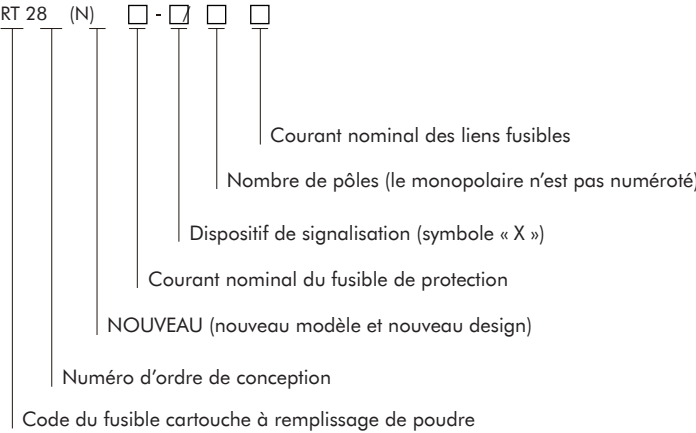 RT 28 (N) □ - □ / □ □
Courant nominal des liens fusibles
Nombre de pôles (le monopolaire n’est pas numéroté)
Dispositif de signalisation (symbole « X »)
Courant nominal du fusible de protection
NOUVEAU (nouveau modèle et nouveau design)
Numéro d’ordre de conception
Code du fusible cartouche à remplissage de poudre